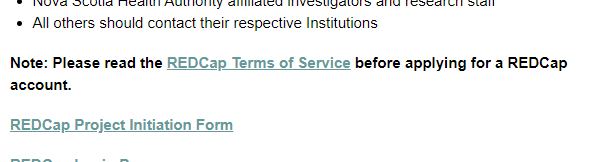 Nova Scotia Health Authority affiliated investigators and research staff
• All others should contact their respective Institutions
Note: Please read the REDCap Terms of Service before applying for a REDCap
account.
REDCap Project Initiation Form